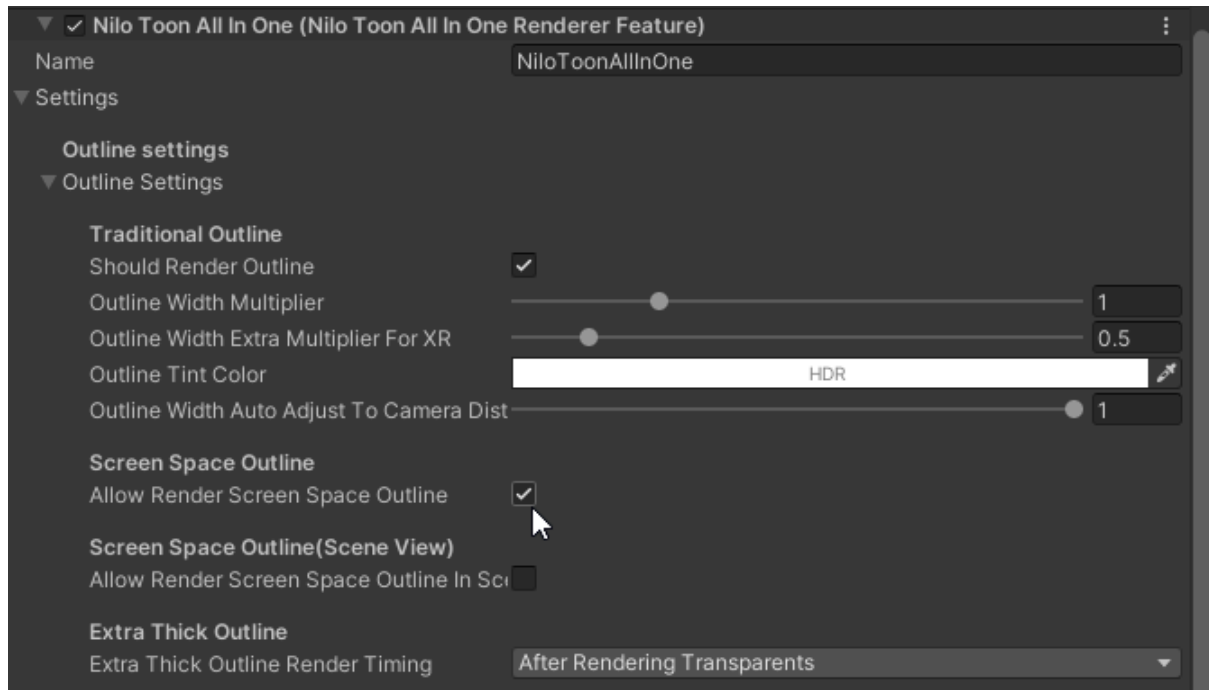 Nilo Toon All In One (Nilo Toon All In One Renderer Feature)
Name NiloToonAllInOne
Settings
Outline settings
Outline Settings
Traditional Outline
Should Render Outline
Outline Width Multiplier 1
Outline Width Extra Multiplier For XR 0.5
Outline Tint Color HDR
Outline Width Auto Adjust To Camera Dist 1
Screen Space Outline
Allow Render Screen Space Outline
Screen Space Outline(Scene View)
Allow Render Screen Space Outline In Sce
Extra Thick Outline
Extra Thick Outline Render Timing After Rendering Transparents